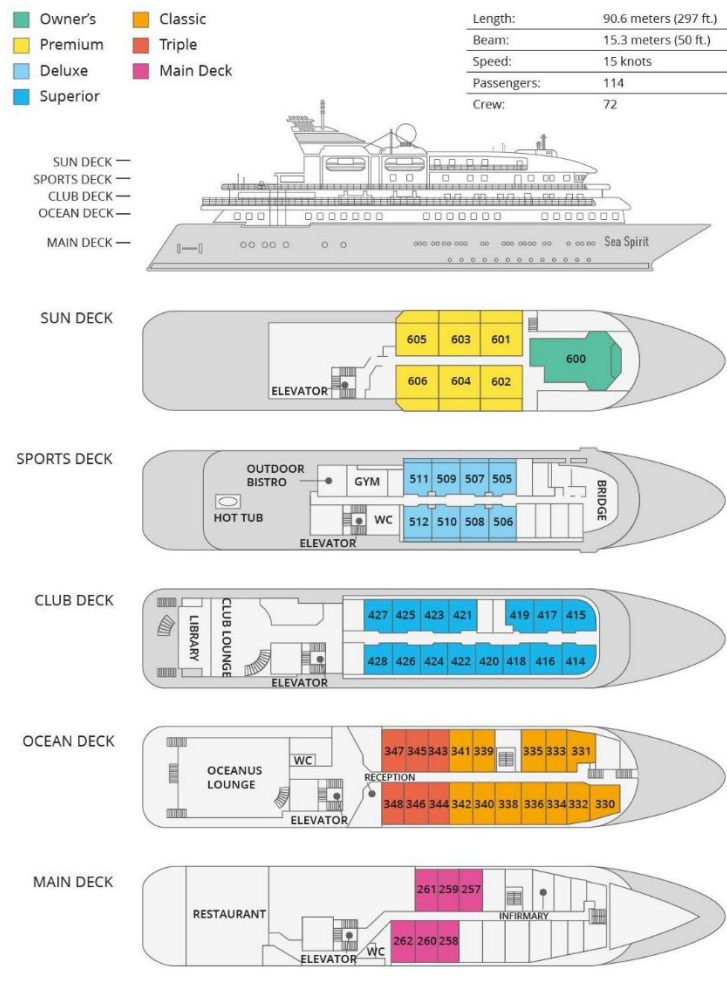 Owner's
Premium
Deluxe
Superior
Classic
Triple
Main Deck
Length: 90.6 meters (297 ft.)
Beam: 15.3 meters (50 ft.)
Speed: 15 knots
Passengers: 114
Crew: 72
SUN DECK
SPORTS DECK
CLUB DECK
OCEAN DECK
MAIN DECK
Sea Spirit
SUN DECK
605 603 601
600
606 604 602
ELEVATOR
SPORTS DECK
OUTDOOR
BISTRO
GYM
511 509 507 505
BRIDGE
HOT TUB
WC
512 510 508 506
ELEVATOR
CLUB DECK
LIBRARY
CLUB LOUNGE
427 425 423 421 419 417 415
428 426 424 422 420 418 416 414
ELEVATOR
OCEAN DECK
347 345 343 341 339 335 333 331
WC
OCEANUS
LOUNGE
RECEPTION
348 346 344 342 340 338 336 334 332 330
ELEVATOR
MAIN DECK
261 259 257
RESTAURANT
INFIRMARY
262 260 258
WC
ELEVATOR